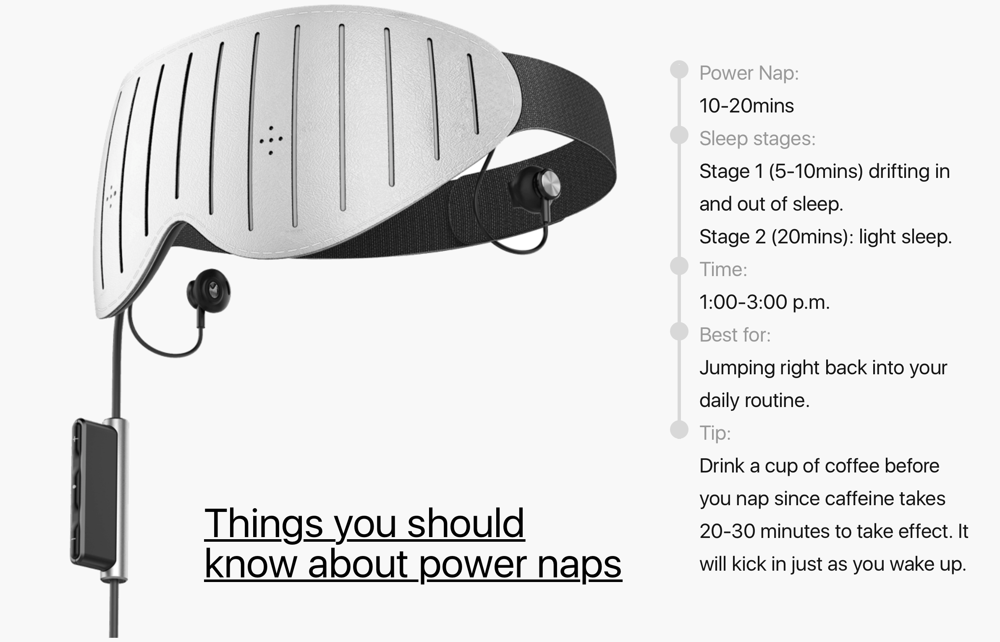 Power Nap:
10-20mins
Sleep stages:
Stage 1 (5-10mins) drifting in
and out of sleep.
Stage 2 (20mins): light sleep.
Time:
1:00-3:00 p.m.
Best for:
Jumping right back into your
daily routine.
Tip:
Drink a cup of coffee before
you nap since caffeine takes
20-30 minutes to take effect. It
will kick in just as you wake up.
Things you should
know about power naps